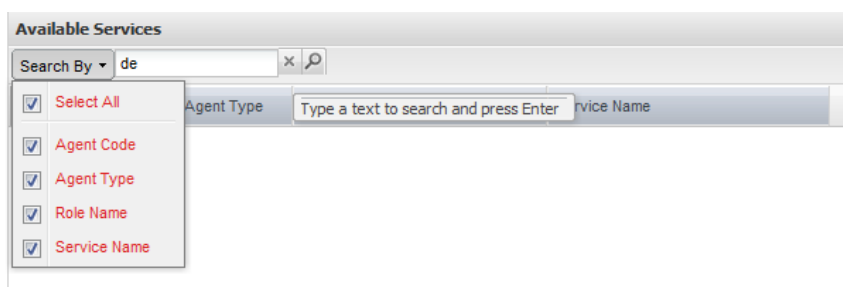 Available Services
Search By de
Select All
Agent Type Type a text to search and press Enter rvice Name
Agent Code
Agent Type
Role Name
Service Name